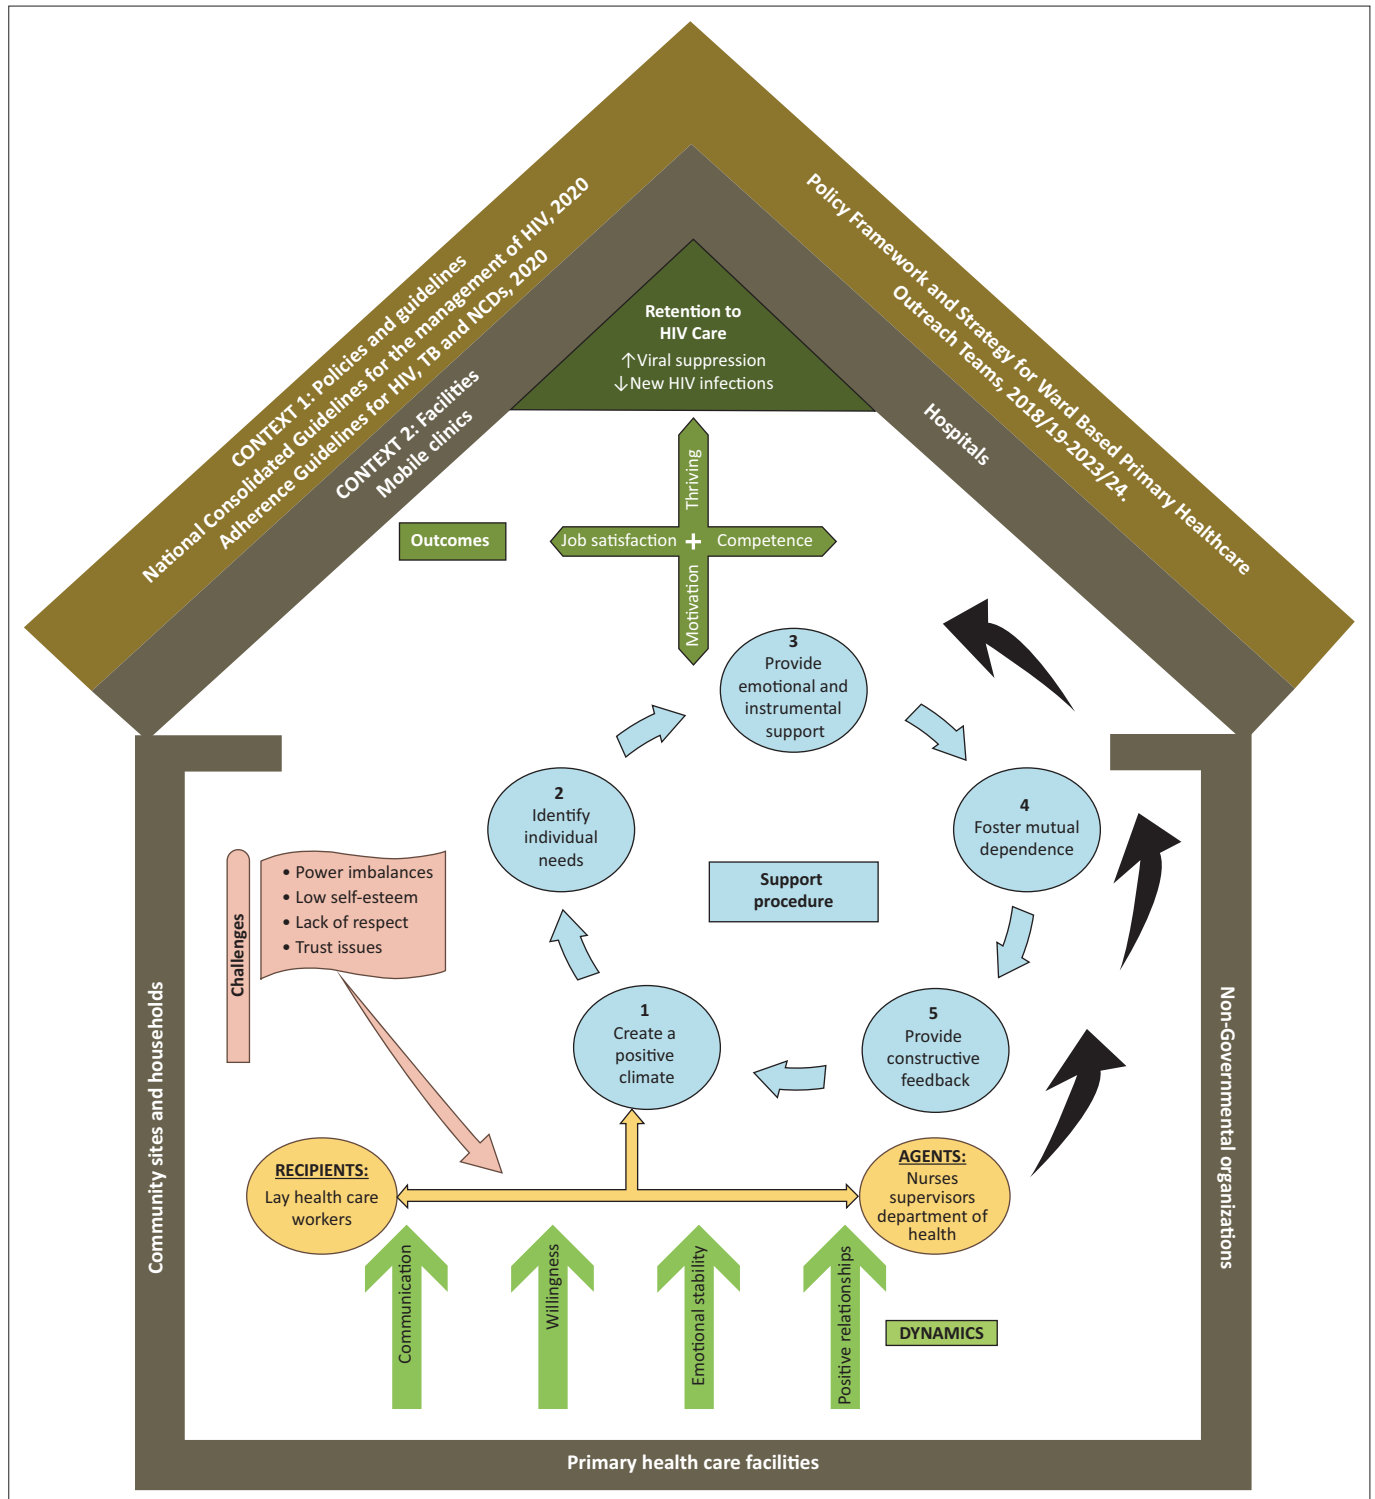 CONTEXT 1: Policies and guidelines
National Consolidated Guidelines for the management of HIV, 2020
Adherence Guidelines for HIV, TB and NCDs, 2020
CONTEXT 2: Facilities
Mobile clinics
Policy Framework and Strategy for Ward Based Primary Healthcare
Outreach Teams, 2018/19-2023/24.
Hospitals
Retention to
HIV Care
↑Viral suppression
↓New HIV infections
Outcomes
Thriving
Job satisfaction + Competence
Motivation
3
Provide
emotional and
instrumental
support
2
Identify
individual
needs
4
Foster mutual
dependence
Support
procedure
Challenges
• Power imbalances
• Low self-esteem
• Lack of respect
• Trust issues
1
Create a
positive
climate
5
Provide
constructive
feedback
Community sites and households
Non-Governmental organizations
RECIPIENTS:
Lay health care
workers
AGENTS:
Nurses
supervisors
department of
health
Communication
Willingness
Emotional stability
Positive relationships
DYNAMICS
Primary health care facilities